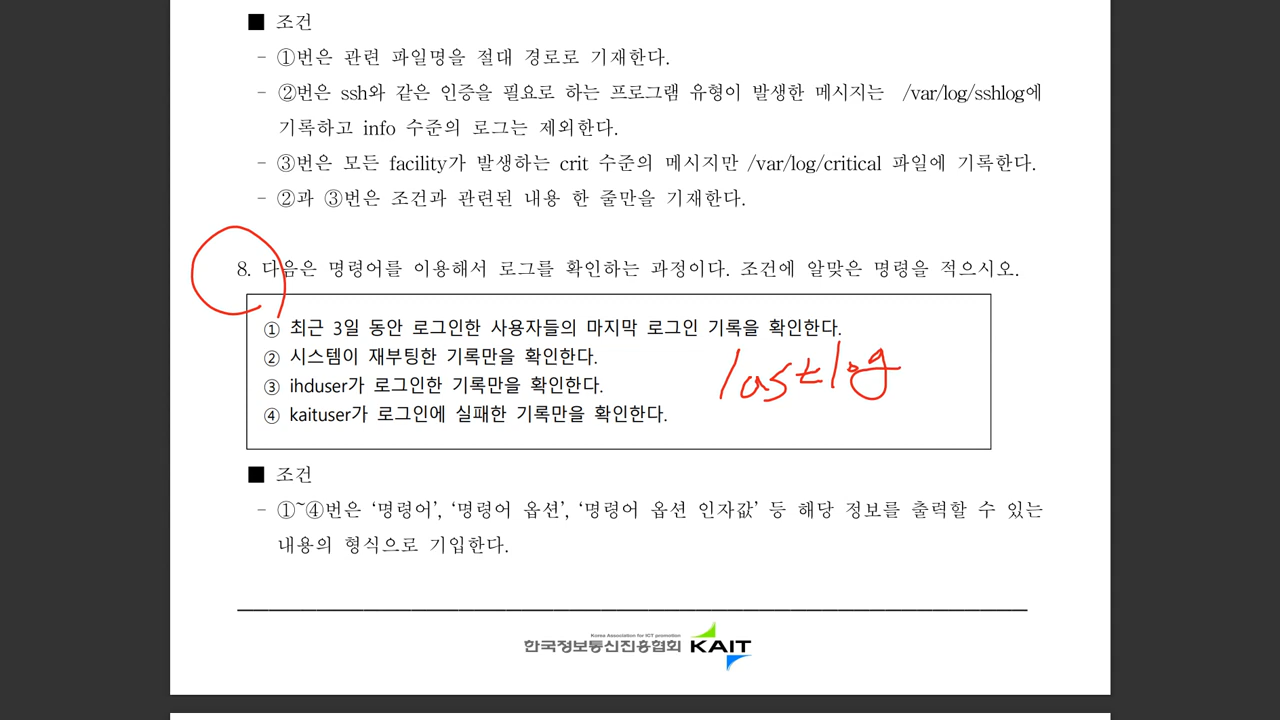 ■ 조건
- ①번은 관련 파일명을 절대 경로로 기재한다.
- ②번은 ssh와 같은 인증을 필요로 하는 프로그램 유형이 발생한 메시지는 /var/log/sshlog에
기록하고 info 수준의 로그는 제외한다.
- ③번은 모든 facility가 발생하는 crit 수준의 메시지만 /var/log/critical 파일에 기록한다.
- ②과 ③번은 조건과 관련된 내용 한 줄만을 기재한다.
8. 다음은 명령어를 이용해서 로그를 확인하는 과정이다. 조건에 알맞은 명령을 적으시오.
① 최근 3일 동안 로그인한 사용자들의 마지막 로그인 기록을 확인한다.
② 시스템이 재부팅한 기록만을 확인한다.
lastlog
③ ihduser가 로그인한 기록만을 확인한다.
④ kaituser가 로그인에 실패한 기록만을 확인한다.
■ 조건
- ①~④번은 ‘명령어’, ‘명령어 옵션’, ‘명령어 옵션 인자값’ 등 해당 정보를 출력할 수 있는
내용의 형식으로 기입한다.
Korea Association for ICT promotion
한국정보통신진흥협회 KAIT